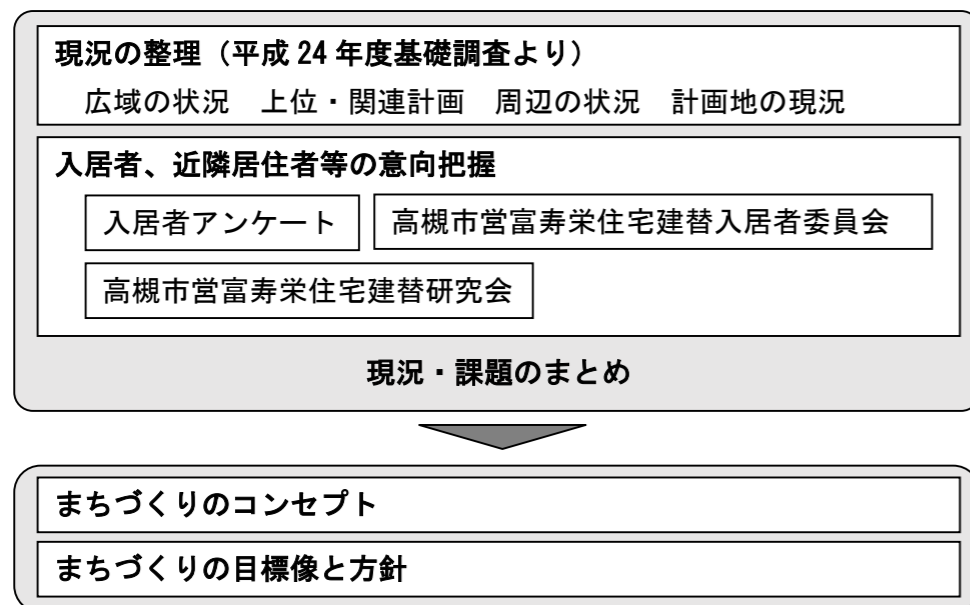 現況の整理（平成 24 年度基礎調査より）
広域の状況　上位・関連計画　周辺の状況　計画地の現況
入居者、近隣居住者等の意向把握
入居者アンケート
高槻市営富寿栄住宅建替入居者委員会
高槻市営富寿栄住宅建替研究会
現況・課題のまとめ
まちづくりのコンセプト
まちづくりの目標像と方針